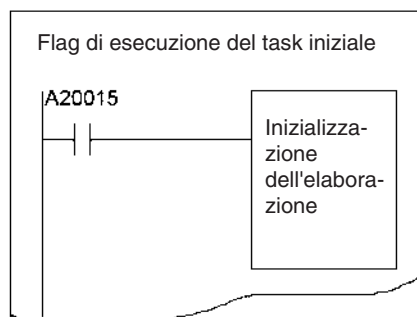 Flag di esecuzione del task iniziale
A20015
Inizializza-
zione
dell'elabora-
zione